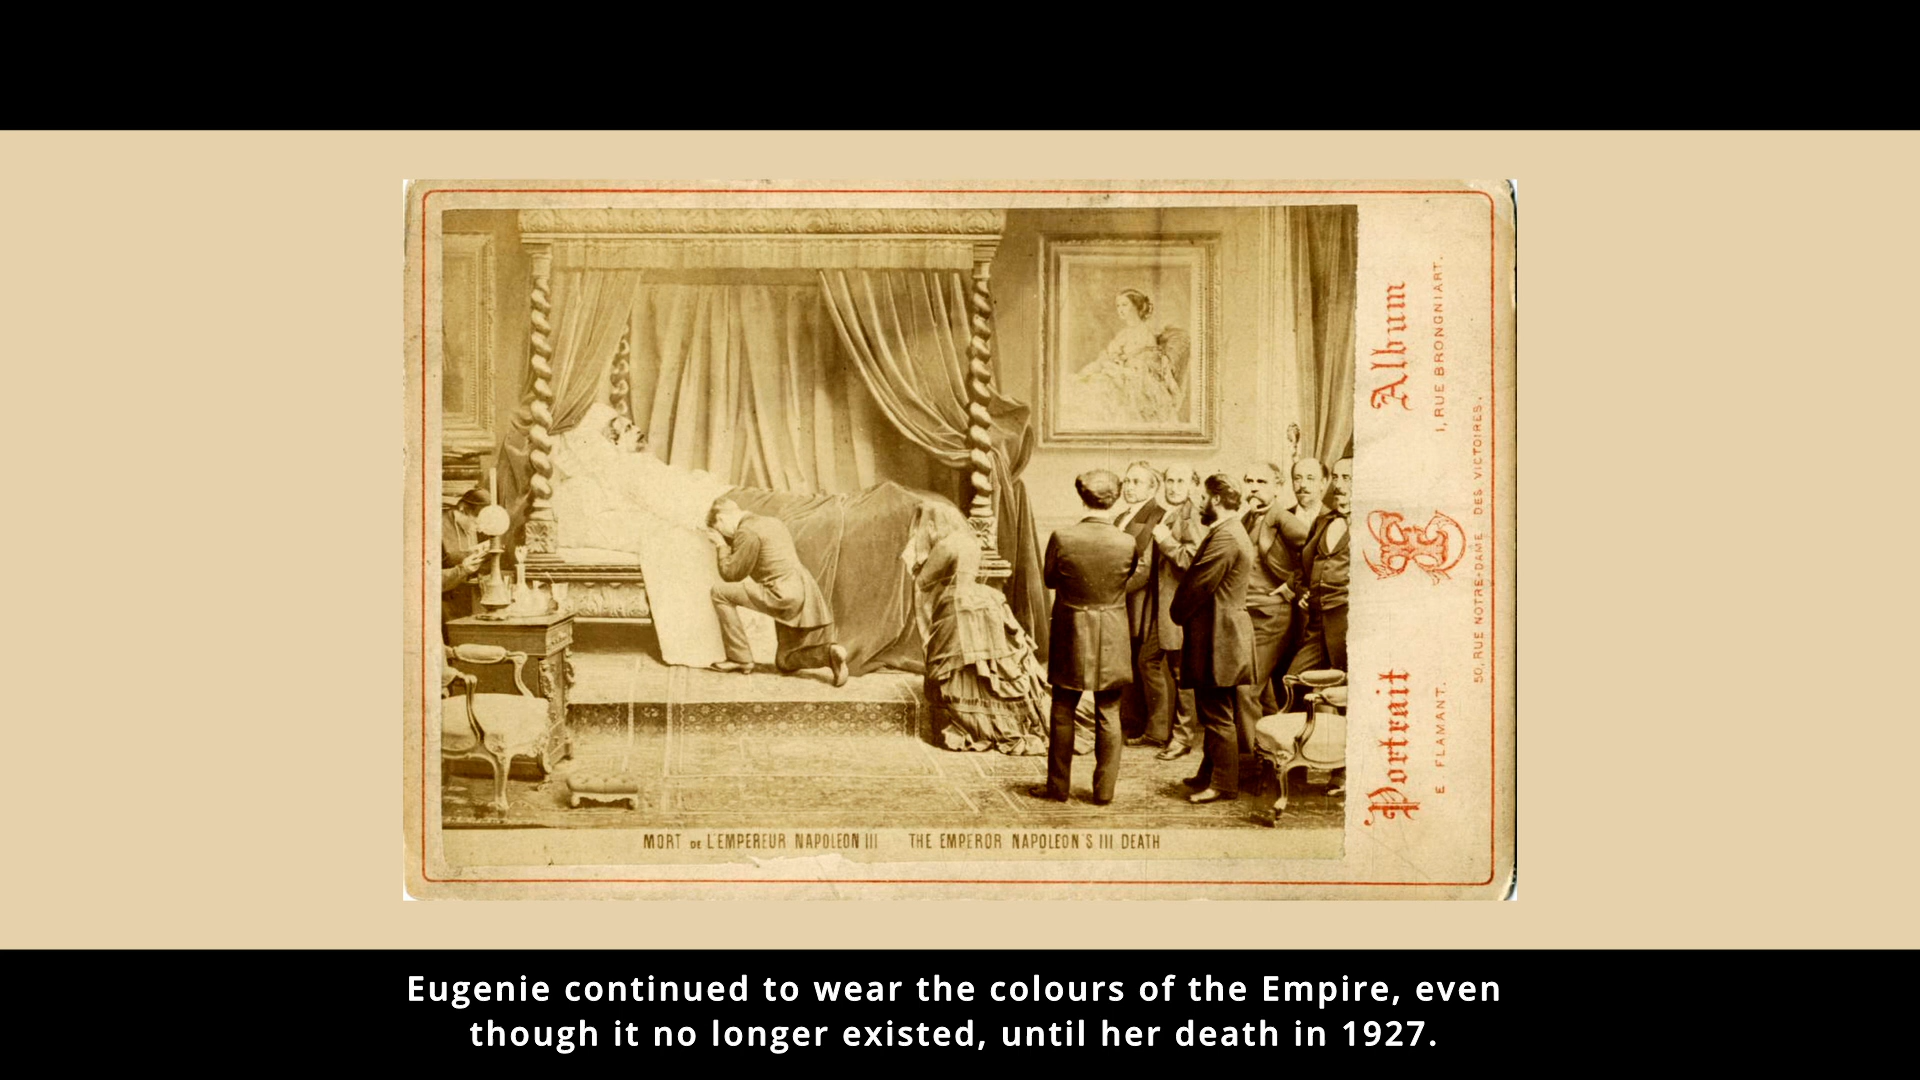 MORT DE L'EMPEREUR NAPOLEON III THE EMPEROR NAPOLEON'S III DEATH
Portrait Album
E. FLAMANT. 1, RUE BRONGNIART.
50, RUE NOTRE-DAME DES VICTOIRES.
Eugenie continued to wear the colours of the Empire, even
though it no longer existed, until her death in 1927.